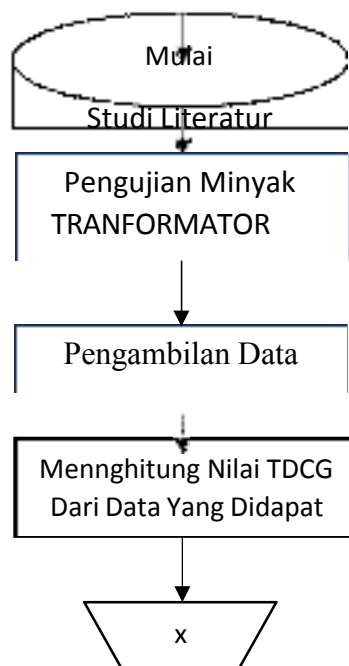 Mulai
Studi Literatur
Pengujian Minyak
TRANFORMATOR
Pengambilan Data
Mennghitung Nilai TDCG
Dari Data Yang Didapat
x